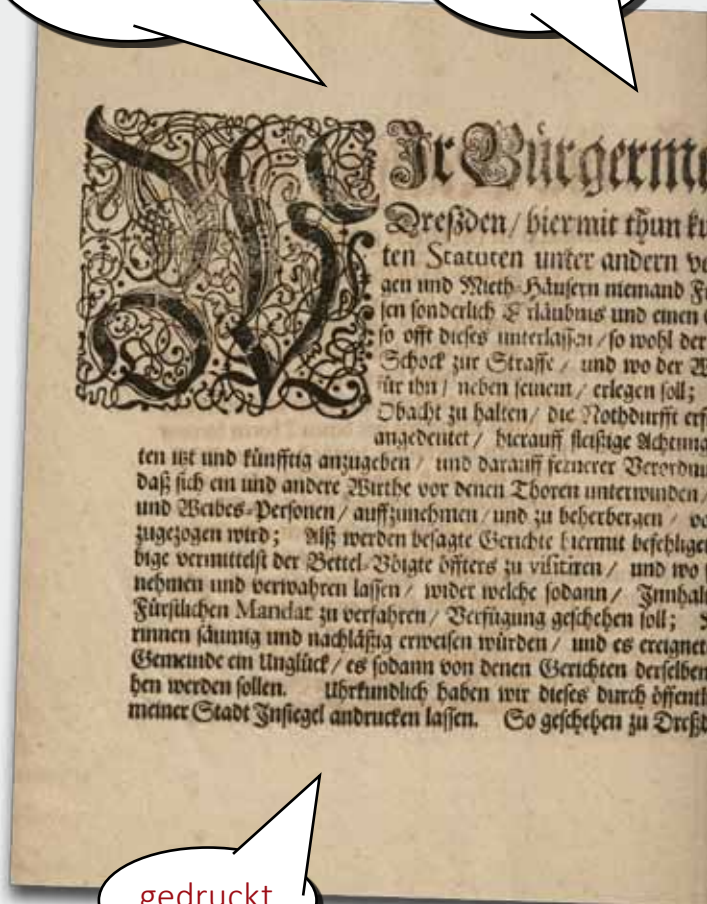 WIr Bürgerme
Dreßden / hiermit thun ku
ten Statuten unter andern
gen und Mieth-Häusern niemand
sen sonderlich Erlaubnus und einen
so offt dieses unterlassen / so wohl der
Schock zur Straffe / und wo der
für ihn / neben seinem / erlegen soll;
Obacht zu halten / die Nothdurfft
angedeutet / hierauff fleißige Achtung
ten itzt und künfftig anzugeben / und darauff fernerer Verordnu
daß sich ein und andere Wirthe vor denen Thoren unterwinden /
und Weibes-Personen / auffzunehmen / und zu beherbergen /
zugezogen wird; Alß werden besagte Gerichte hiermit befehliget
bige vermittelst der Bettel-Voigte öffters zu visitiren / und wo
nehmen und verwahren lassen / wider welche sodann / Innhal
Fürstlichen Mandat zu verfahren / Verfügung geschehen soll;
rinnen säumig und nachläßig erweisen würden / und es ereignet
Gemeinde ein Unglück / es sodann von denen Gerichten derselben
hen werden sollen. Uhrkundlich haben wir dieses durch öffentl
meiner Stadt Insiegel andrucken lassen. So geschehen zu Dreßd
gedruckt